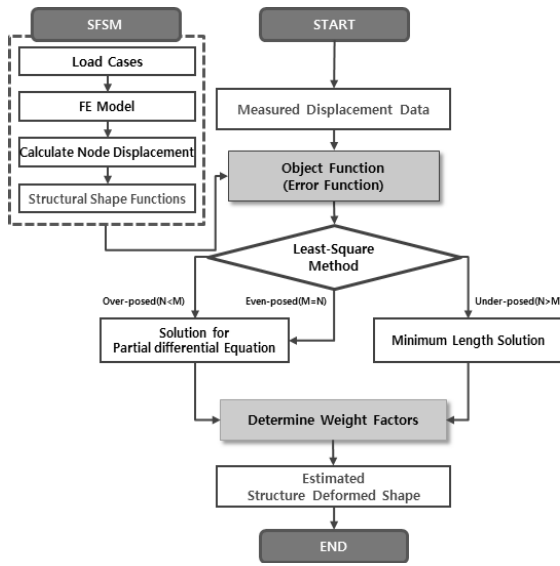 SFSM
Load Cases
FE Model
Calculate Node Displacement
Structural Shape Functions
START
Measured Displacement Data
Object Function
(Error Function)
Least-Square
Method
Over-posed(N<M)
Even-posed(M=N)
Under-posed(N>M
Solution for
Partial differential Equation
Minimum Length Solution
Determine Weight Factors
Estimated
Structure Deformed Shape
END